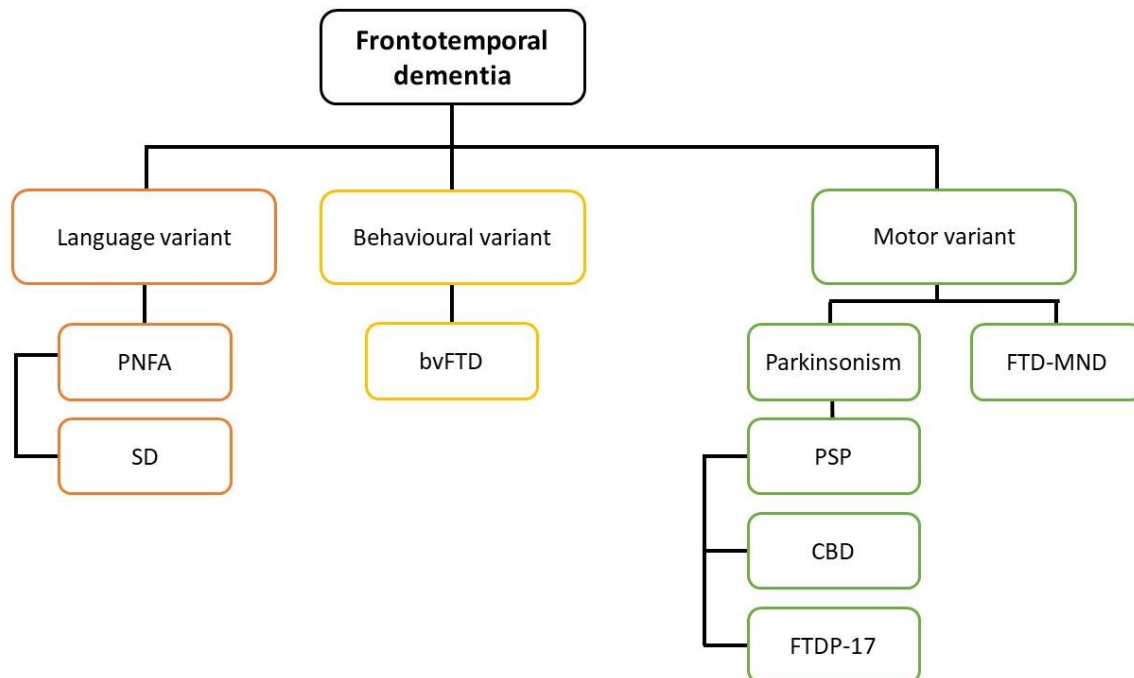 Frontotemporal
dementia
Language variant
Behavioural variant
Motor variant
PNFA
bvFTD
Parkinsonism
FTD-MND
SD
PSP
CBD
FTDP-17